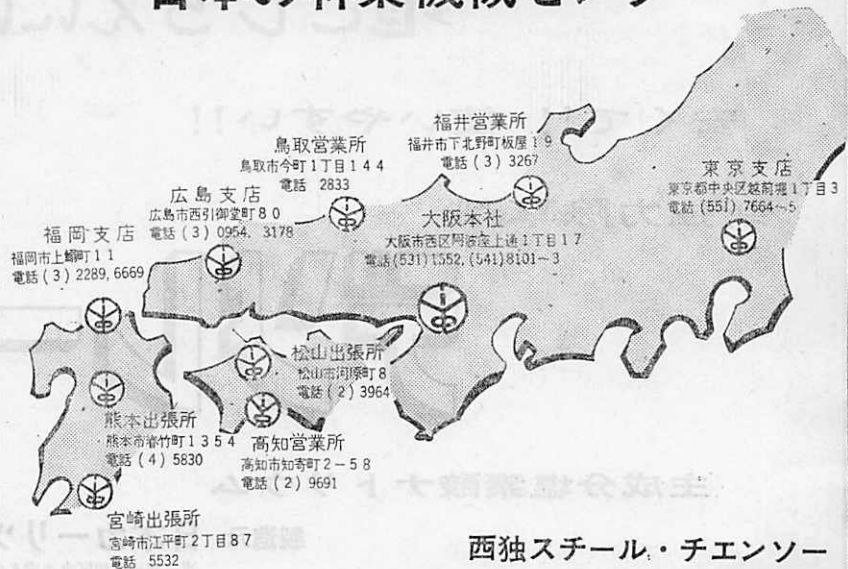 福井営業所
福井市下北野町板屋19
電話(3)3267
鳥取営業所
鳥取市今町1丁目144
電話 2833
東京支店
東京都中央区越前堀1丁目3
電話(551)7664~5
広島支店
広島市西引御堂町80
電話(3)0954. 3178
大阪本社
大阪市西区阿波座上通1丁目17
電話(531)1552,(541)8101~3
福岡支店
福岡市上鰯町11
電話(3)2289,6669
松山出張所
松山市河原町8
電話(2)3964
熊本出張所
熊本市春竹町1354
電話(4)5830
高知営業所
高知市知寄町2-58
電話(2)9691
宮崎出張所
宮崎市江平町2丁目87
電話 5532
西独スチール・チエンソー